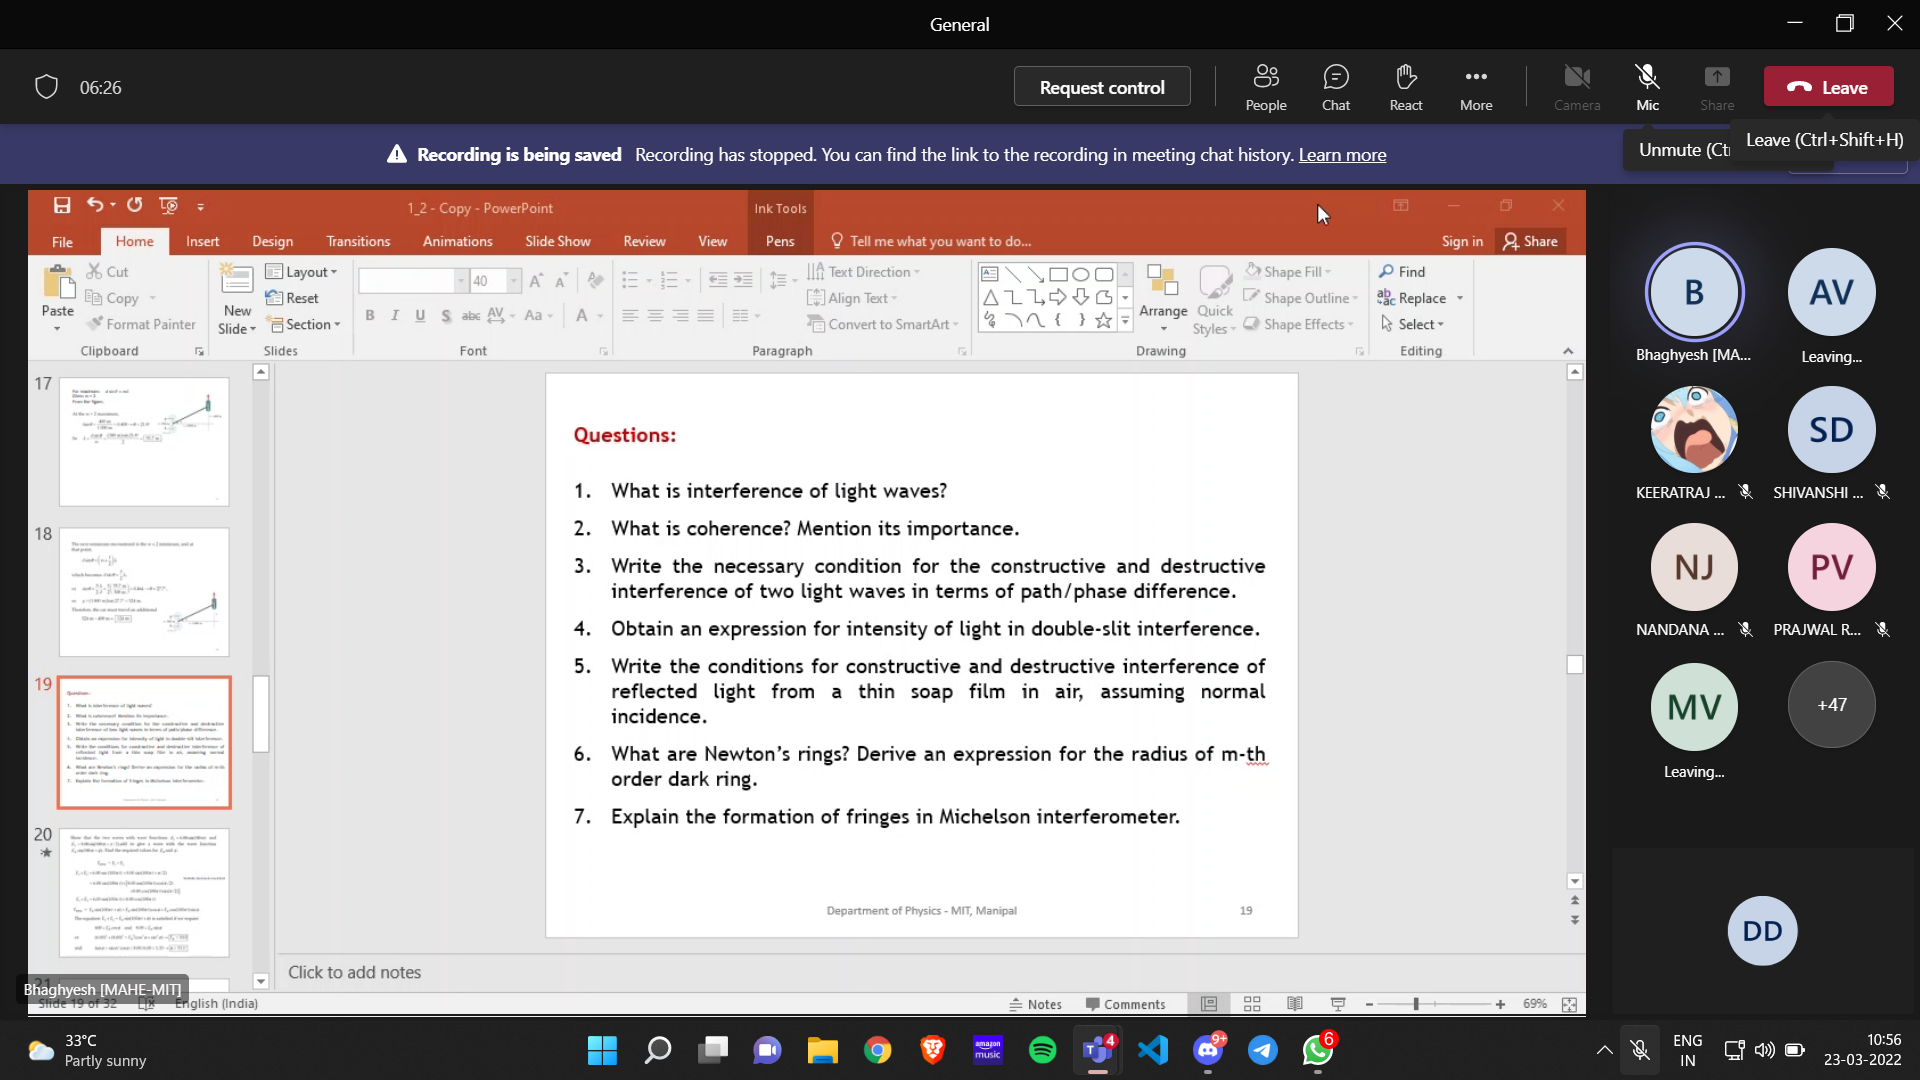 General
06:26
Request control
People
Chat
React
More
Camera
Mic
Share
Leave
Recording is being saved Recording has stopped. You can find the link to the recording in meeting chat history. Learn more
Unmute (Ctr
Leave (Ctrl+Shift+H)
1_2 - Copy - PowerPoint
Ink Tools
File Home Insert Design Transitions Animations Slide Show Review View Pens Tell me what you want to do...
Sign in Share
Paste
Cut
Copy
Format Painter
Clipboard
New
Slide
Layout
Reset
Section
Slides
40
Font
Paragraph
Text Direction
Align Text
Convert to SmartArt
Arrange
Quick
Styles
Shape Fill
Shape Outline
Shape Effects
Drawing
Find
Replace
Select
Editing
17
18
19
20
Questions:
1. What is interference of light waves?
2. What is coherence? Mention its importance.
3. Write the necessary condition for the constructive and destructive
interference of two light waves in terms of path/phase difference.
4. Obtain an expression for intensity of light in double-slit interference.
5. Write the conditions for constructive and destructive interference of
reflected light from a thin soap film in air, assuming normal
incidence.
6. What are Newton's rings? Derive an expression for the radius of m-th
order dark ring.
7. Explain the formation of fringes in Michelson interferometer.
Department of Physics - MIT, Manipal
19
Click to add notes
Bhaghyesh [MAHE-MIT]
Slide 19 of 32
English (India)
Notes
Comments
69%
B
Bhaghyesh [MA...
AV
Leaving...
KEERATRAJ ...
SD
SHIVANSHI ...
NJ
NANDANA ...
PV
PRAJWAL R...
MV
Leaving...
+47
DD
33°C
Partly sunny
amazon
music
4
9+
6
ENG
IN
10:56
23-03-2022